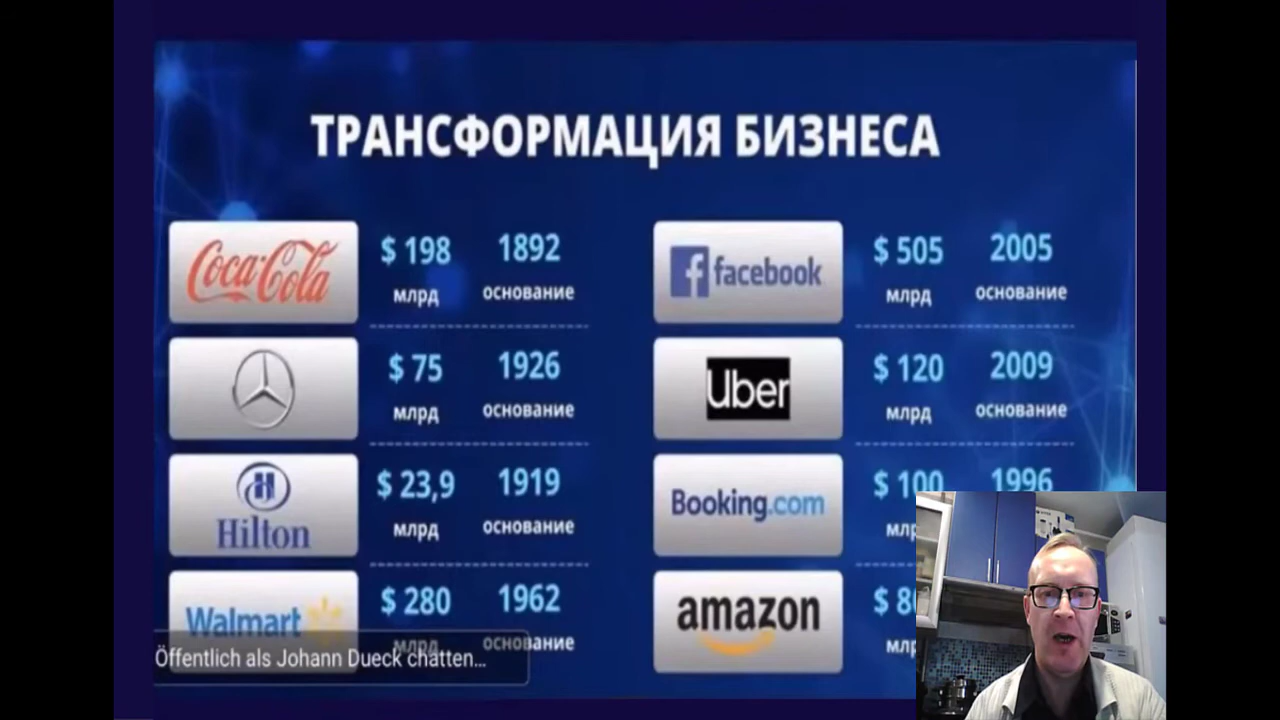 ТРАНСФОРМАЦИЯ БИЗНЕСА
Coca-Cola
$ 198
млрд
1892
основание
facebook
$ 505
млрд
2005
основание
$ 75
млрд
1926
основание
Uber
$ 120
млрд
2009
основание
Hilton
$ 23,9
млрд
1919
основание
Booking.com
$ 100
1996
Walmart
$ 280
млрд
1962
основание
amazon
Öffentlich als Johann Dueck chatten...